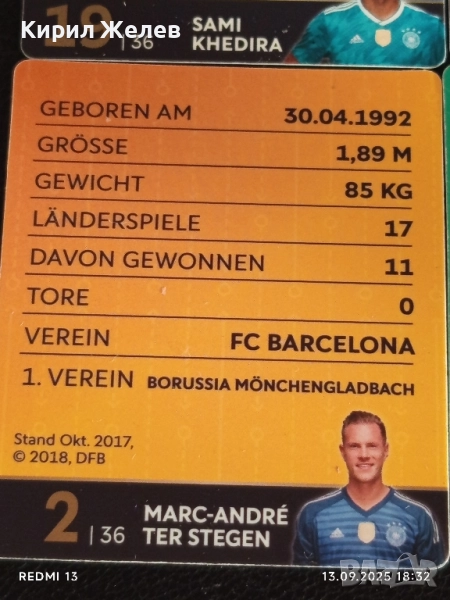 Кирил Желев
19 | 36 SAMI
KHEDIRA
GEBOREN AM 30.04.1992
GRÖSSE 1,89 M
GEWICHT 85 KG
LÄNDERSPIELE 17
DAVON GEWONNEN 11
TORE 0
VEREIN FC BARCELONA
1. VEREIN BORUSSIA MÖNCHENGLADBACH
Stand Okt. 2017,
© 2018, DFB
2 | 36 MARC-ANDRÉ
TER STEGEN
REDMI 13 13.09.2025 18:32
BAZAR